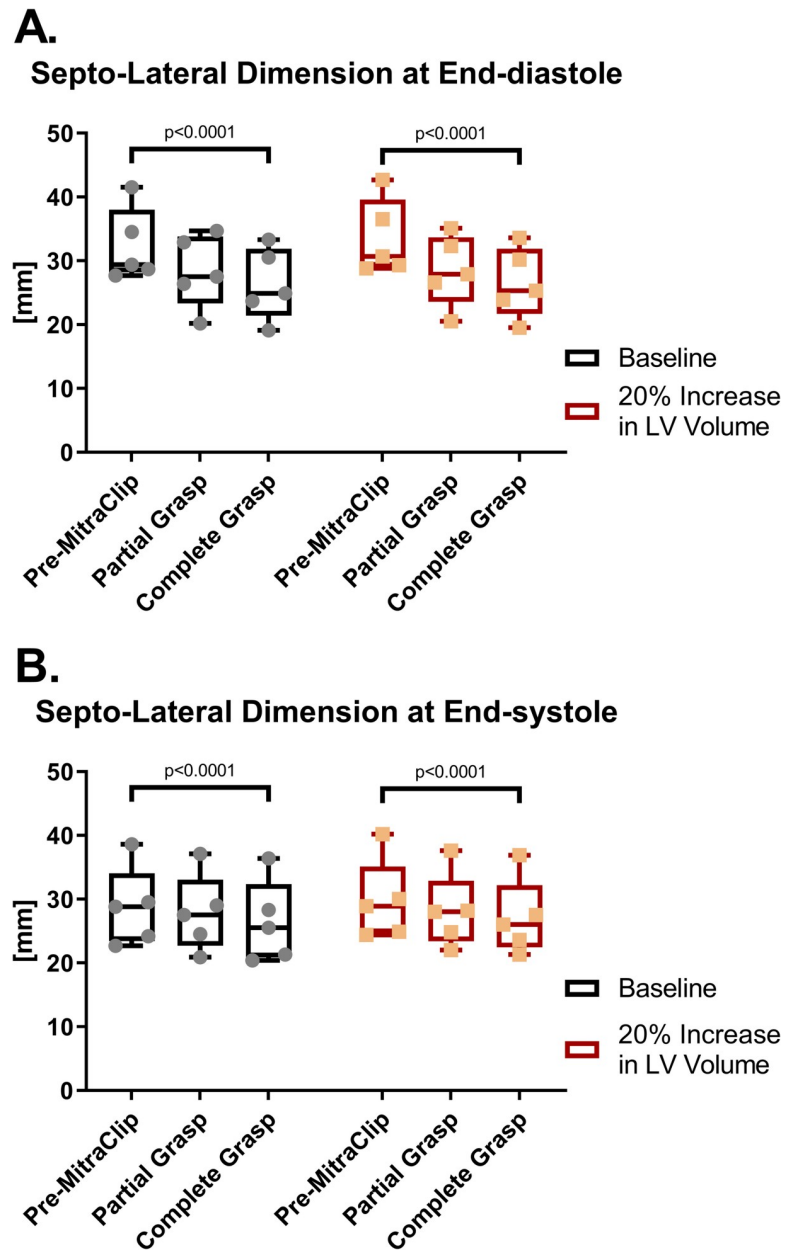 A.
Septo-Lateral Dimension at End-diastole
p<0.0001
p<0.0001
50
40
30
20
10
0
[mm]
Baseline
20% Increase
in LV Volume
Pre-MitraClip
Partial Grasp
Complete Grasp
Pre-MitraClip
Partial Grasp
Complete Grasp
B.
Septo-Lateral Dimension at End-systole
p<0.0001
p<0.0001
50
40
30
20
10
0
[mm]
Baseline
20% Increase
in LV Volume
Pre-MitraClip
Partial Grasp
Complete Grasp
Pre-MitraClip
Partial Grasp
Complete Grasp